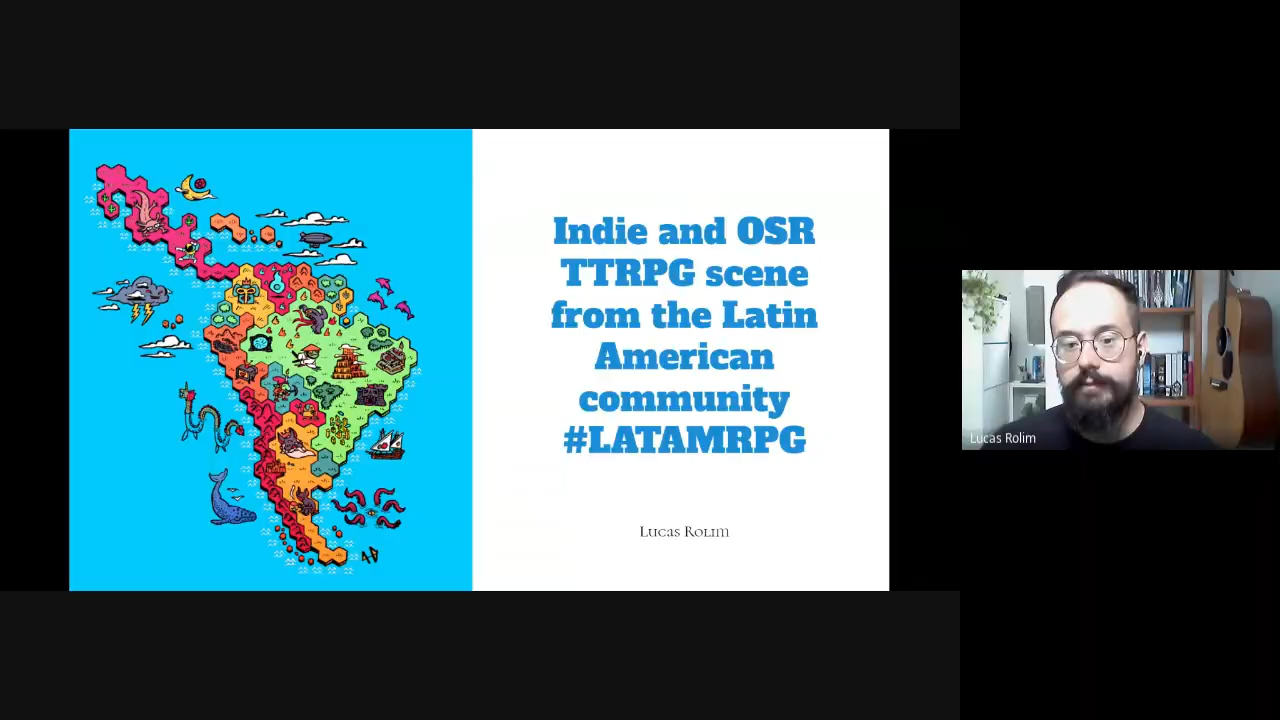 Indie and OSR
TTRPG scene
from the Latin
American
community
#LATAMRPG
Lucas Rolim
Lucas Rolim